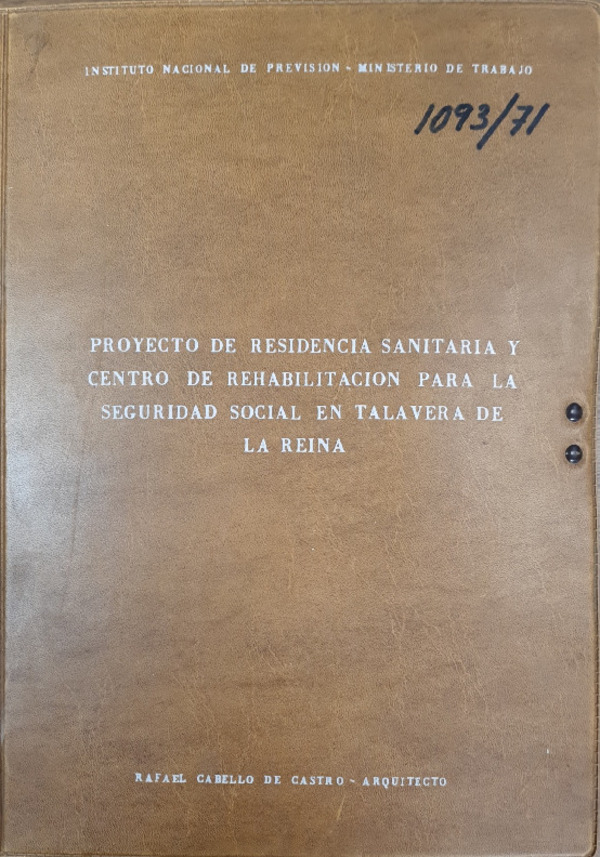 INSTITUTO NACIONAL DE PREVISION - MINISTERIO DE TRABAJO
1093/71
PROYECTO DE RESIDENCIA SANITARIA Y
CENTRO DE REHABILITACION PARA LA
SEGURIDAD SOCIAL EN TALAVERA DE
LA REINA
RAFAEL CABELLO DE CASTRO - ARQUITECTO